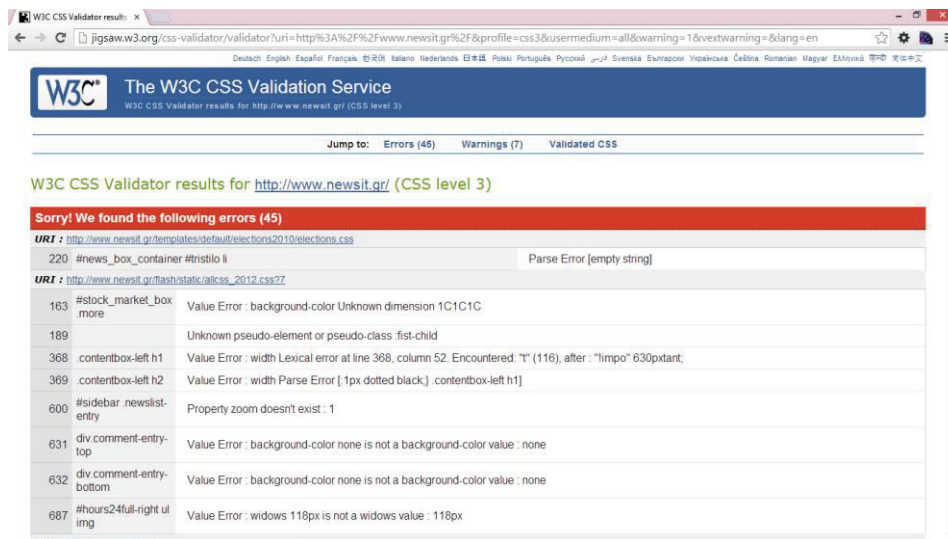 W3C CSS Validator results
jigsaw.w3.org/css-validator/validator?uri=http%3A%2F%2Fwww.newsit.gr%2F&profile=css3&usermedium=all&warning=1&vextwarning=&lang=en
Deutsch English Español Français 한국어 Italiano Nederlands 日本語 Polski Português Русский فارسی Svenska Български Українська Čeština Romanian Magyar Ελληνικά हिन्दी 简体中文
W3C®
The W3C CSS Validation Service
W3C CSS Validator results for http://www.newsit.gr/ (CSS level 3)
Jump to: Errors (45) Warnings (7) Validated CSS
W3C CSS Validator results for http://www.newsit.gr/ (CSS level 3)
Sorry! We found the following errors (45)
URI : http://www.newsit.gr/templates/default/elections2010/elections.css
220 #news_box_container #tristilo li Parse Error [empty string]
URI : http://www.newsit.gr/flash/static/allcss_2012.css?7
163 #stock_market_box .more Value Error : background-color Unknown dimension 1C1C1C
189 Unknown pseudo-element or pseudo-class :fist-child
368 .contentbox-left h1 Value Error : width Lexical error at line 368, column 52. Encountered: "t" (116), after : "!impo" 630pxtant;
369 .contentbox-left h2 Value Error : width Parse Error [:1px dotted black;} .contentbox-left h1]
600 #sidebar .newslist-entry Property zoom doesn't exist : 1
631 div.comment-entry-top Value Error : background-color none is not a background-color value : none
632 div.comment-entry-bottom Value Error : background-color none is not a background-color value : none
687 #hours24full-right ul img Value Error : widows 118px is not a widows value : 118px